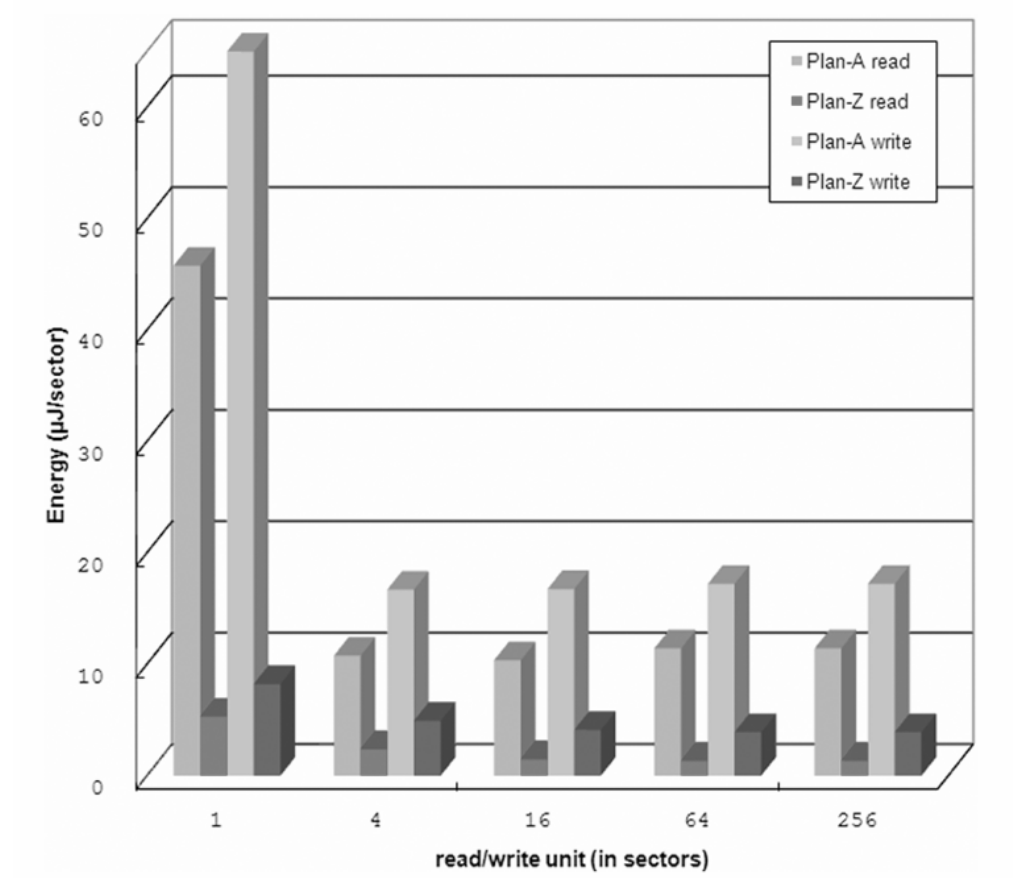 Plan-A read
Plan-Z read
Plan-A write
Plan-Z write
60
50
40
30
20
10
0
Energy (µJ/sector)
1 4 16 64 256
read/write unit (in sectors)